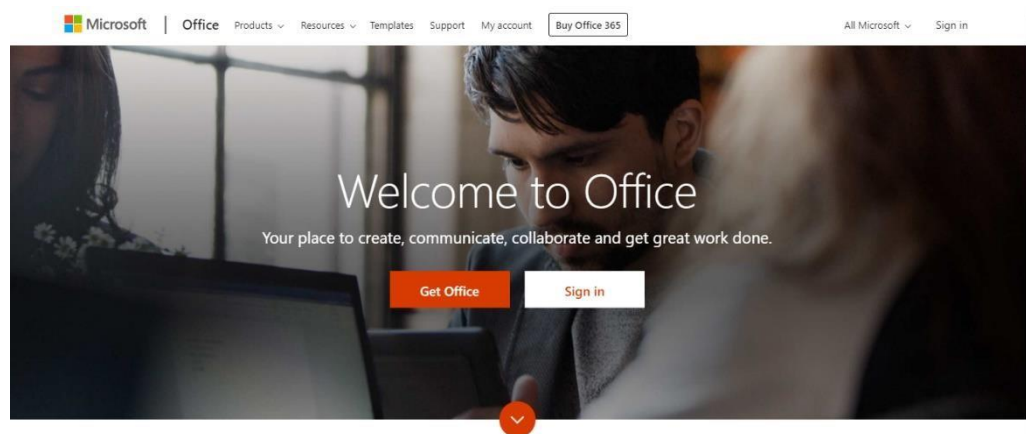 Microsoft Office Products Resources Templates Support My account Buy Office 365 All Microsoft Sign in
Welcome to Office
Your place to create, communicate, collaborate and get great work done.
Get Office Sign in